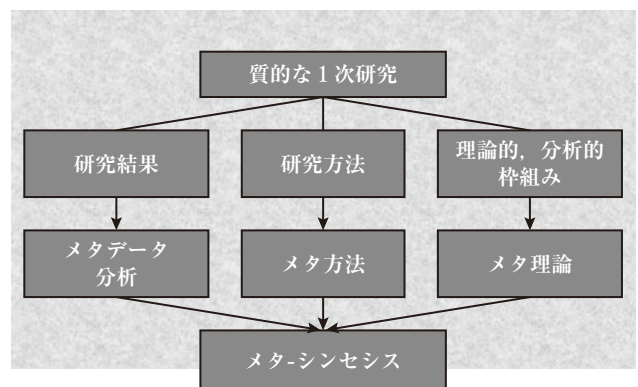 質的な1次研究
研究結果
研究方法
理論的，分析的
枠組み
メタデータ
分析
メタ方法
メタ理論
メタ-シンセシス